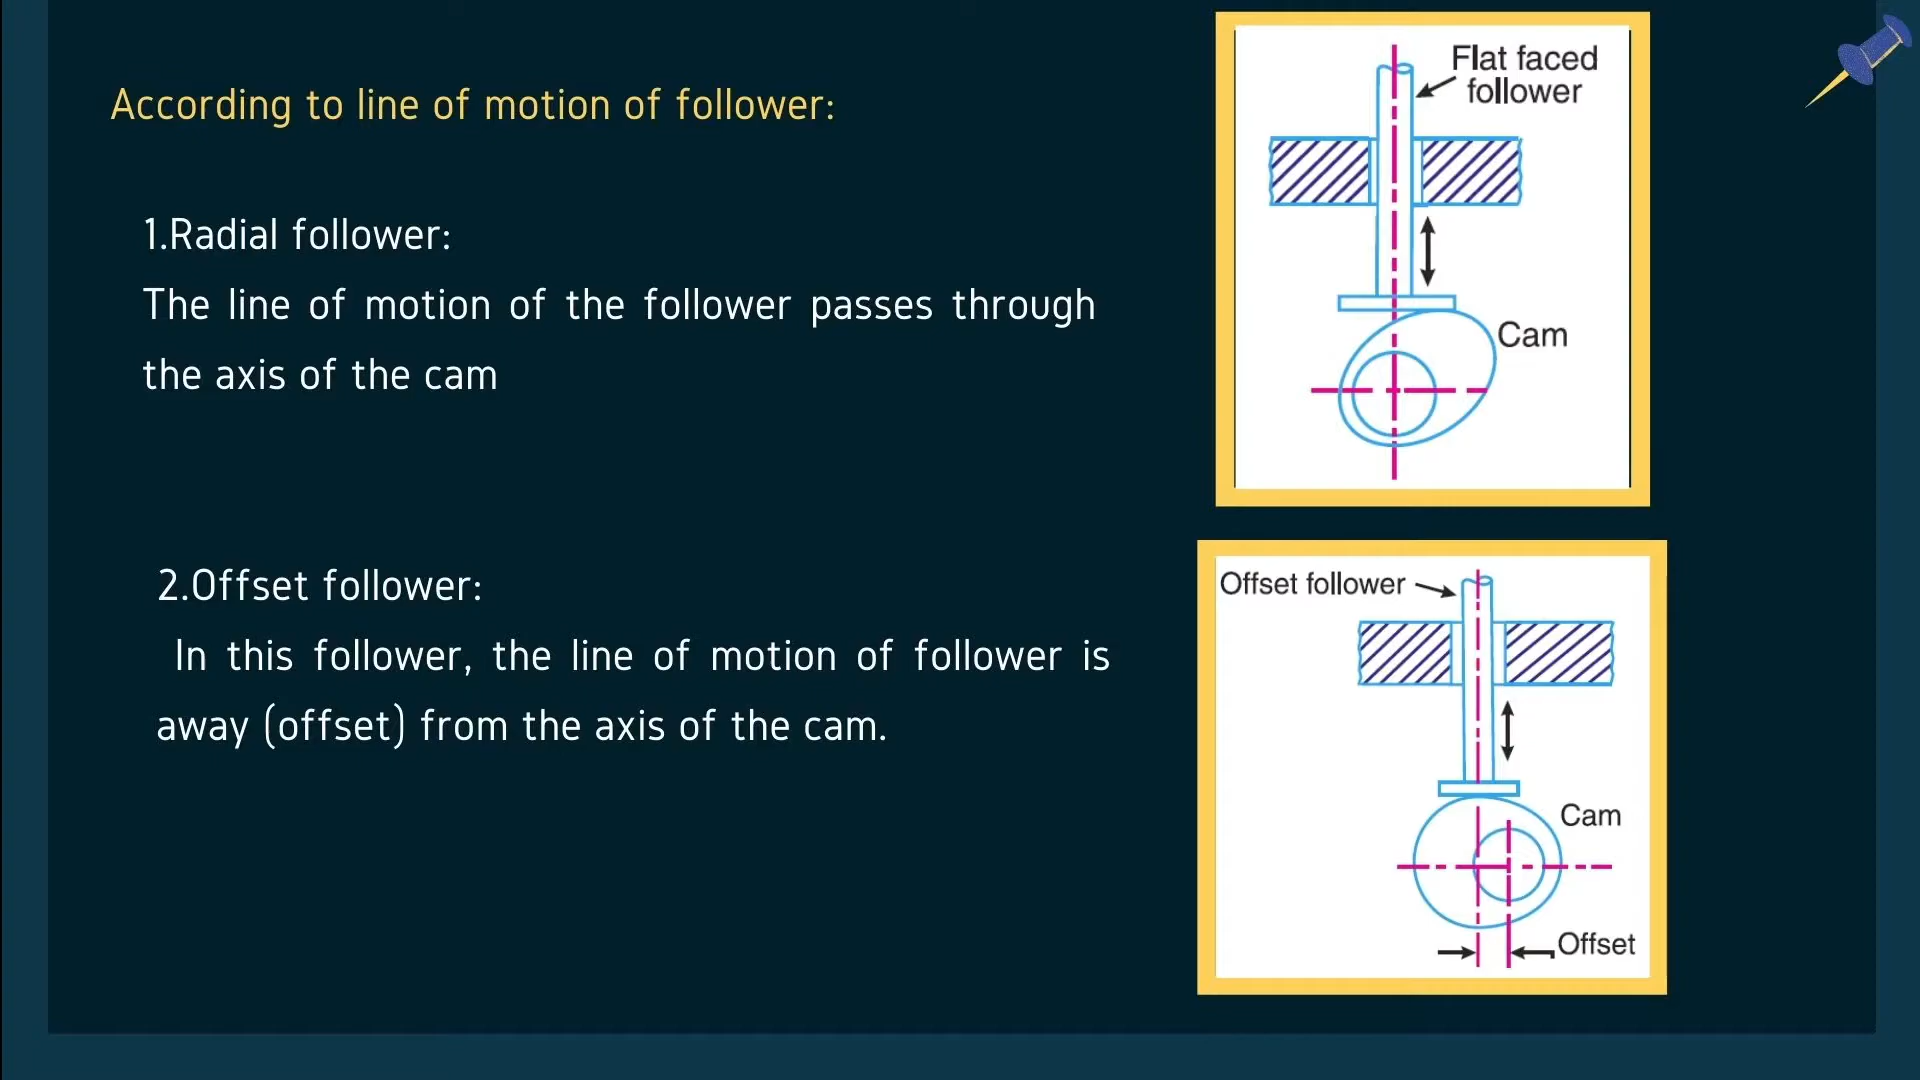 According to line of motion of follower:
1.Radial follower:
The line of motion of the follower passes through
the axis of the cam
2.Offset follower:
In this follower, the line of motion of follower is
away (offset) from the axis of the cam.
Flat faced
follower
Cam
Offset follower
Cam
Offset